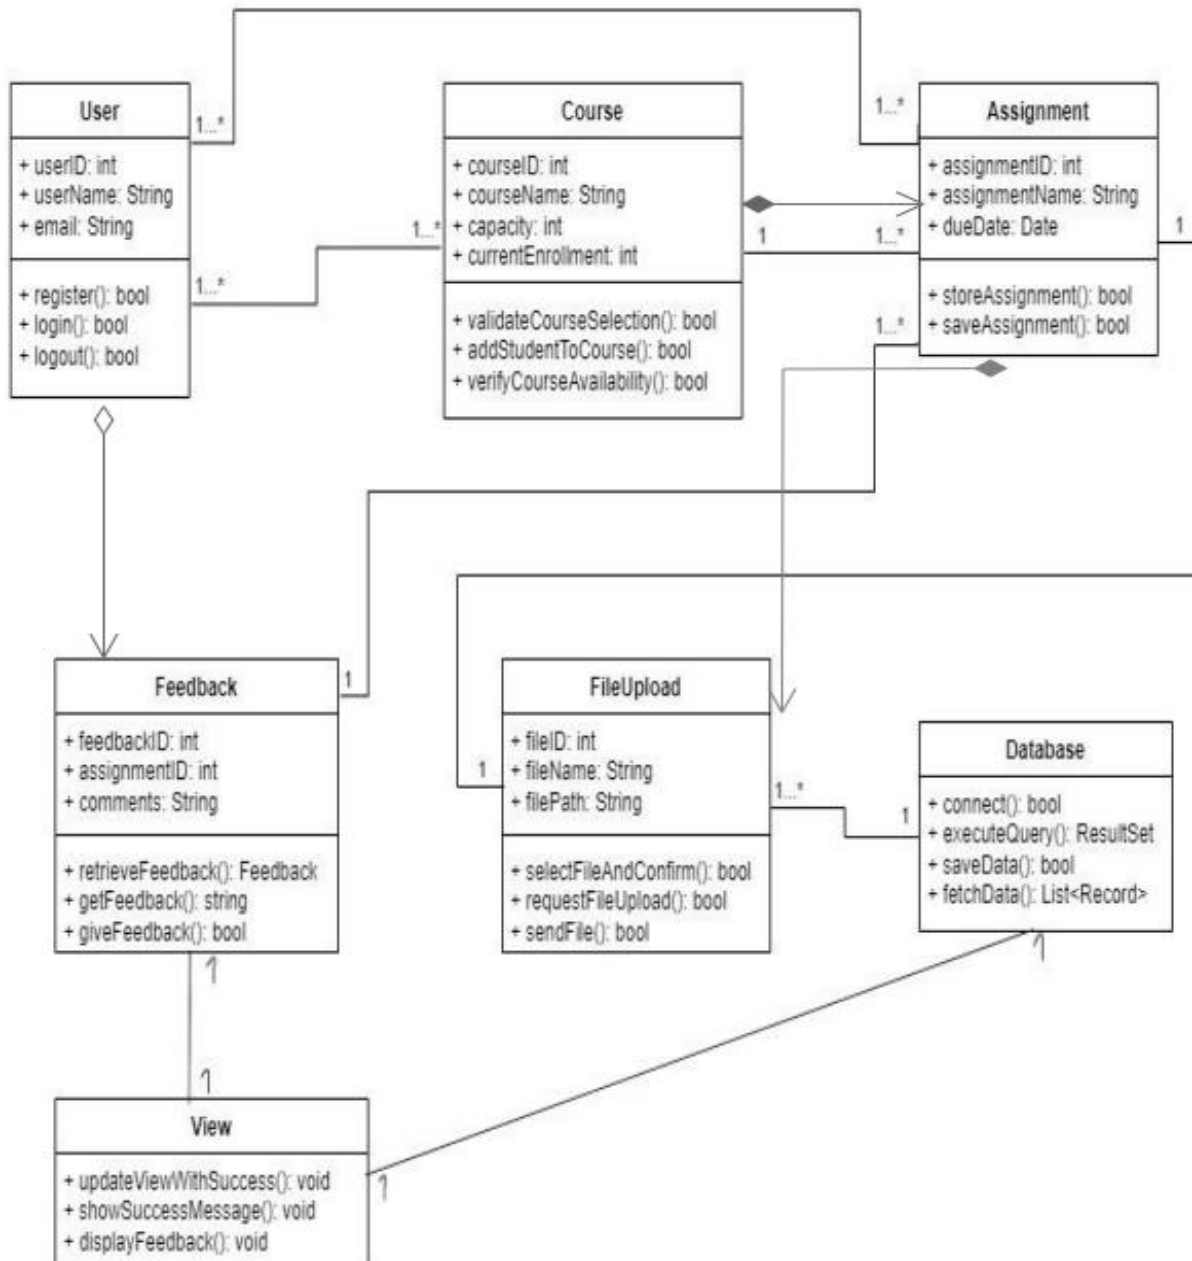 User
1...*
+ userID: int
+ userName: String
+ email: String
1...*
+ register(): bool
+ login(): bool
+ logout(): bool
Course
+ courseID: int
+ courseName: String
+ capacity: int
+ currentEnrollment: int
1...*
1
+ validateCourseSelection(): bool
+ addStudentToCourse(): bool
+ verifyCourseAvailability(): bool
1...*
Assignment
+ assignmentID: int
+ assignmentName: String
+ dueDate: Date
1...*
1
+ storeAssignment(): bool
+ saveAssignment(): bool
1...*
Feedback
1
+ feedbackID: int
+ assignmentID: int
+ comments: String
+ retrieveFeedback(): Feedback
+ getFeedback(): string
+ giveFeedback(): bool
1
FileUpload
1
+ fileID: int
+ fileName: String
+ filePath: String
1...*
+ selectFileAndConfirm(): bool
+ requestFileUpload(): bool
+ sendFile(): bool
Database
1
+ connect(): bool
+ executeQuery(): ResultSet
+ saveData(): bool
+ fetchData(): List<Record>
1
1
View
+ updateViewWithSuccess(): void
+ showSuccessMessage(): void
+ displayFeedback(): void
1